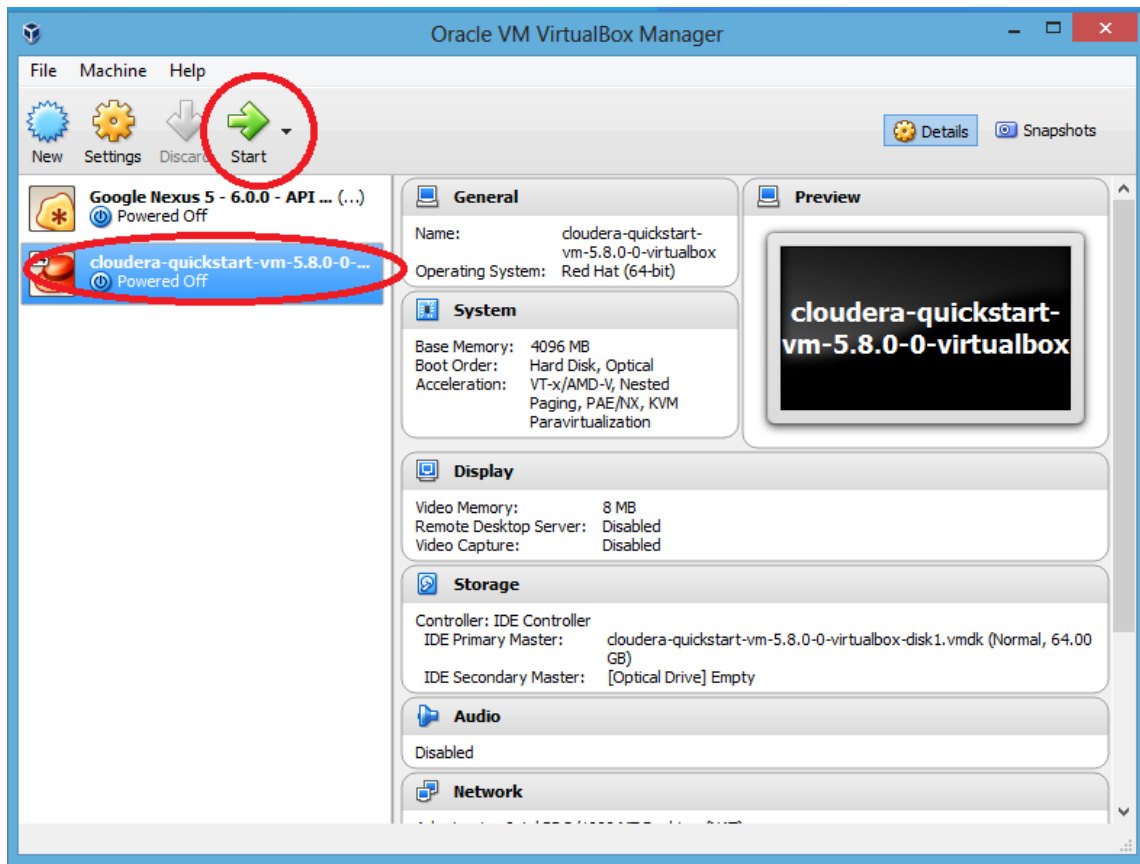 Oracle VM VirtualBox Manager
File Machine Help
New Settings Discard Start
Details Snapshots
Google Nexus 5 - 6.0.0 - API ... (...)
Powered Off
cloudera-quickstart-vm-5.8.0-0-...
Powered Off
General
Name: cloudera-quickstart-
vm-5.8.0-0-virtualbox
Operating System: Red Hat (64-bit)
System
Base Memory: 4096 MB
Boot Order: Hard Disk, Optical
Acceleration: VT-x/AMD-V, Nested
Paging, PAE/NX, KVM
Paravirtualization
Preview
cloudera-quickstart-
vm-5.8.0-0-virtualbox
Display
Video Memory: 8 MB
Remote Desktop Server: Disabled
Video Capture: Disabled
Storage
Controller: IDE Controller
IDE Primary Master: cloudera-quickstart-vm-5.8.0-0-virtualbox-disk1.vmdk (Normal, 64.00
GB)
IDE Secondary Master: [Optical Drive] Empty
Audio
Disabled
Network